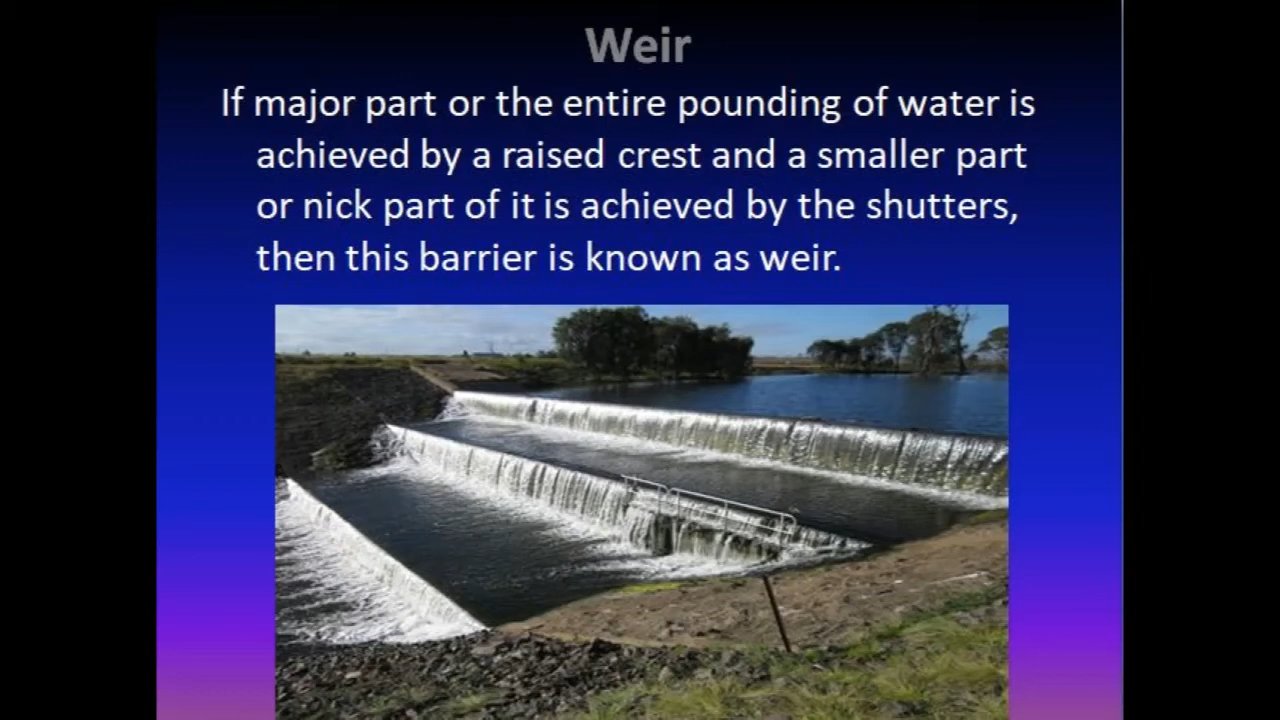 Weir
If major part or the entire pounding of water is
achieved by a raised crest and a smaller part
or nick part of it is achieved by the shutters,
then this barrier is known as weir.